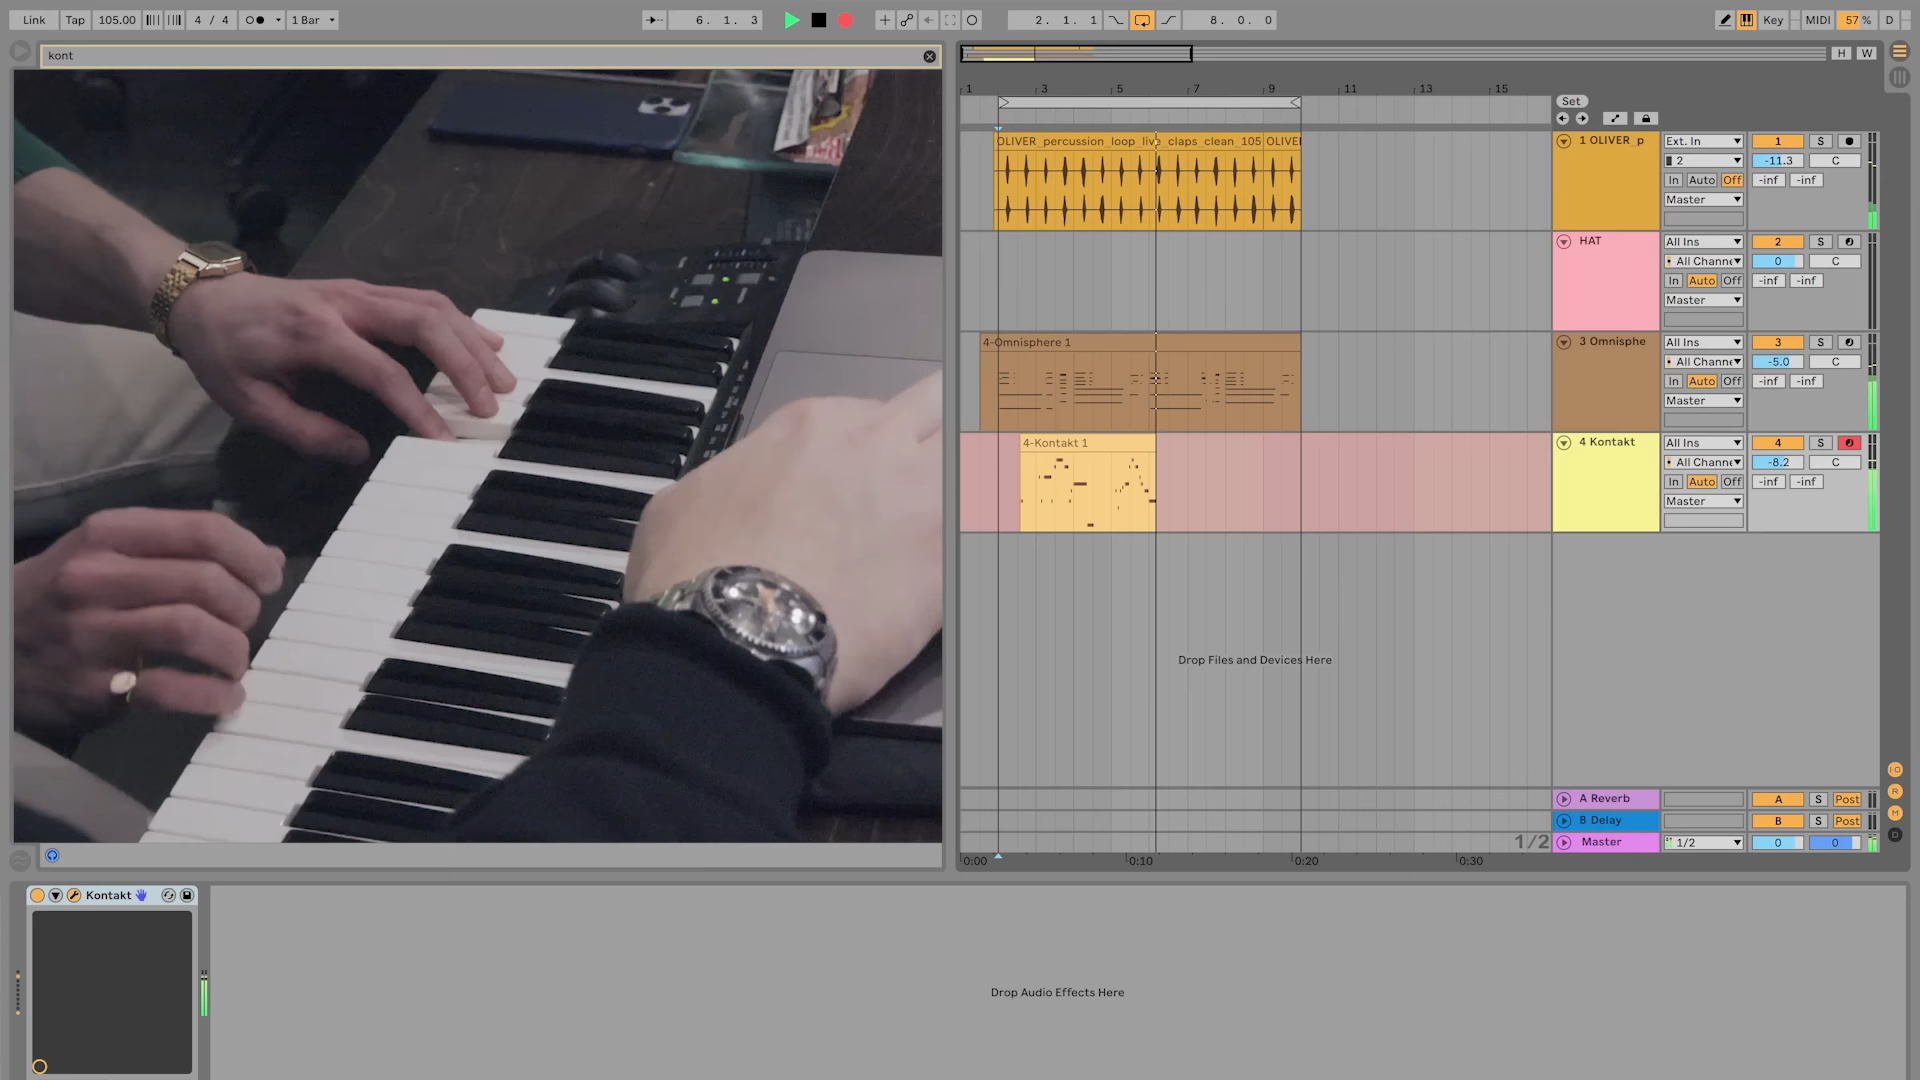 Link Tap 105.00 4 / 4 1 Bar 6. 1. 3 2. 1. 1 8. 0. 0 Key MIDI 57 % D
kont
H W
1 3 5 7 9 11 13 15
Set
OLIVER_percussion_loop_live_claps_clean_105 OLIVE
1 OLIVER_p Ext. In 1 S
2 -11.3 C
In Auto Off -inf -inf
Master
HAT All Ins 2 S
All Channe 0 C
In Auto Off -inf -inf
Master
4-Omnisphere 1
3 Omnisphe All Ins 3 S
All Channe -5.0 C
In Auto Off -inf -inf
Master
4-Kontakt 1
4 Kontakt All Ins 4 S
All Channe -8.2 C
In Auto Off -inf -inf
Master
Drop Files and Devices Here
A Reverb A S Post
B Delay B S Post
1/2 Master 1/2 0 0
0:00 0:10 0:20 0:30
I·O
R
M
D
Kontakt
Drop Audio Effects Here